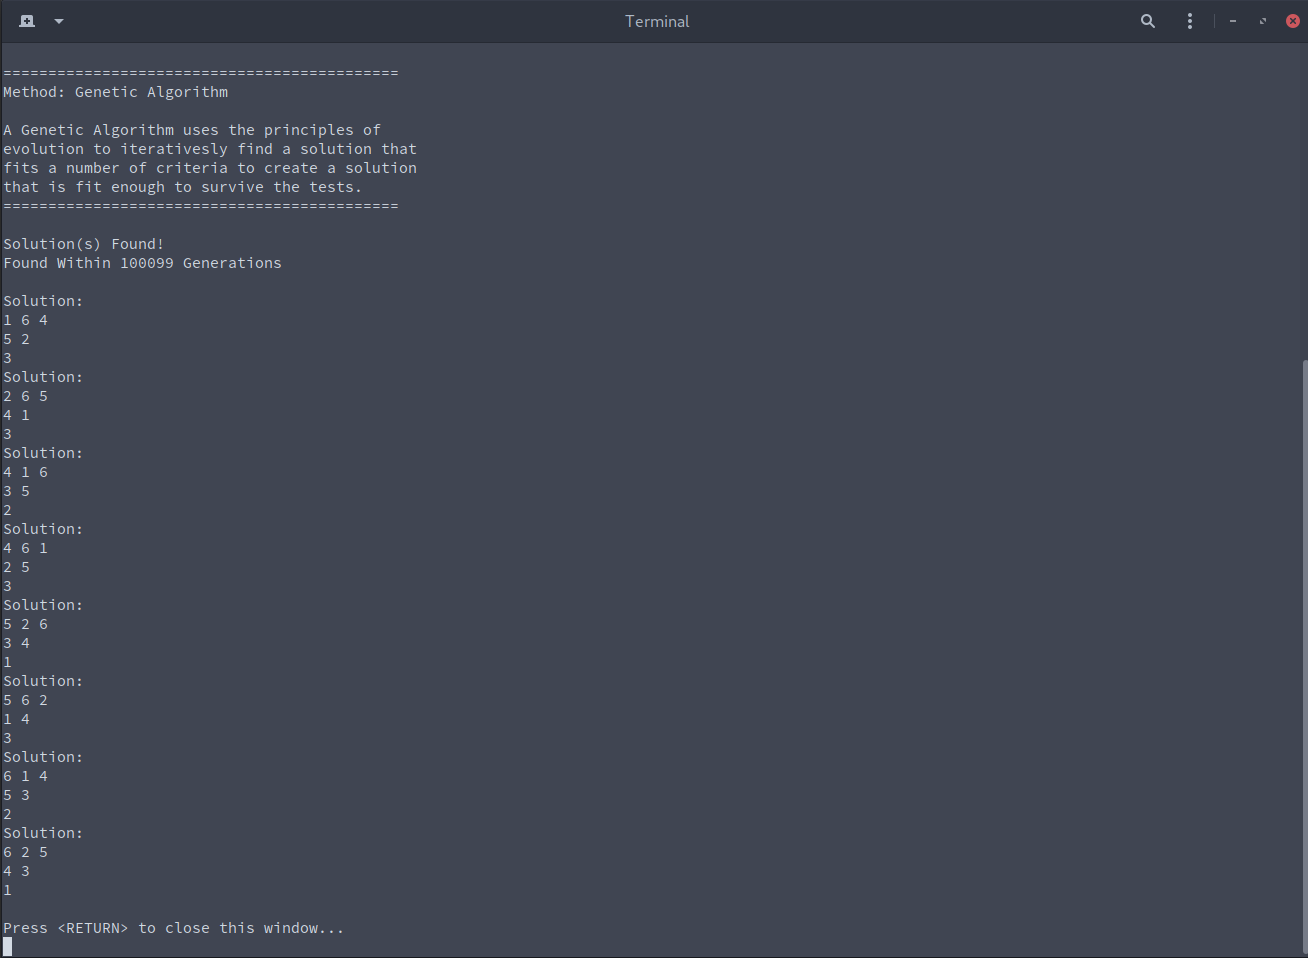 Terminal
============================================
Method: Genetic Algorithm
A Genetic Algorithm uses the principles of
evolution to iterativesly find a solution that
fits a number of criteria to create a solution
that is fit enough to survive the tests.
============================================
Solution(s) Found!
Found Within 100099 Generations
Solution:
1 6 4
5 2
3
Solution:
2 6 5
4 1
3
Solution:
4 1 6
3 5
2
Solution:
4 6 1
2 5
3
Solution:
5 2 6
3 4
1
Solution:
5 6 2
1 4
3
Solution:
6 1 4
5 3
2
Solution:
6 2 5
4 3
1
Press <RETURN> to close this window...